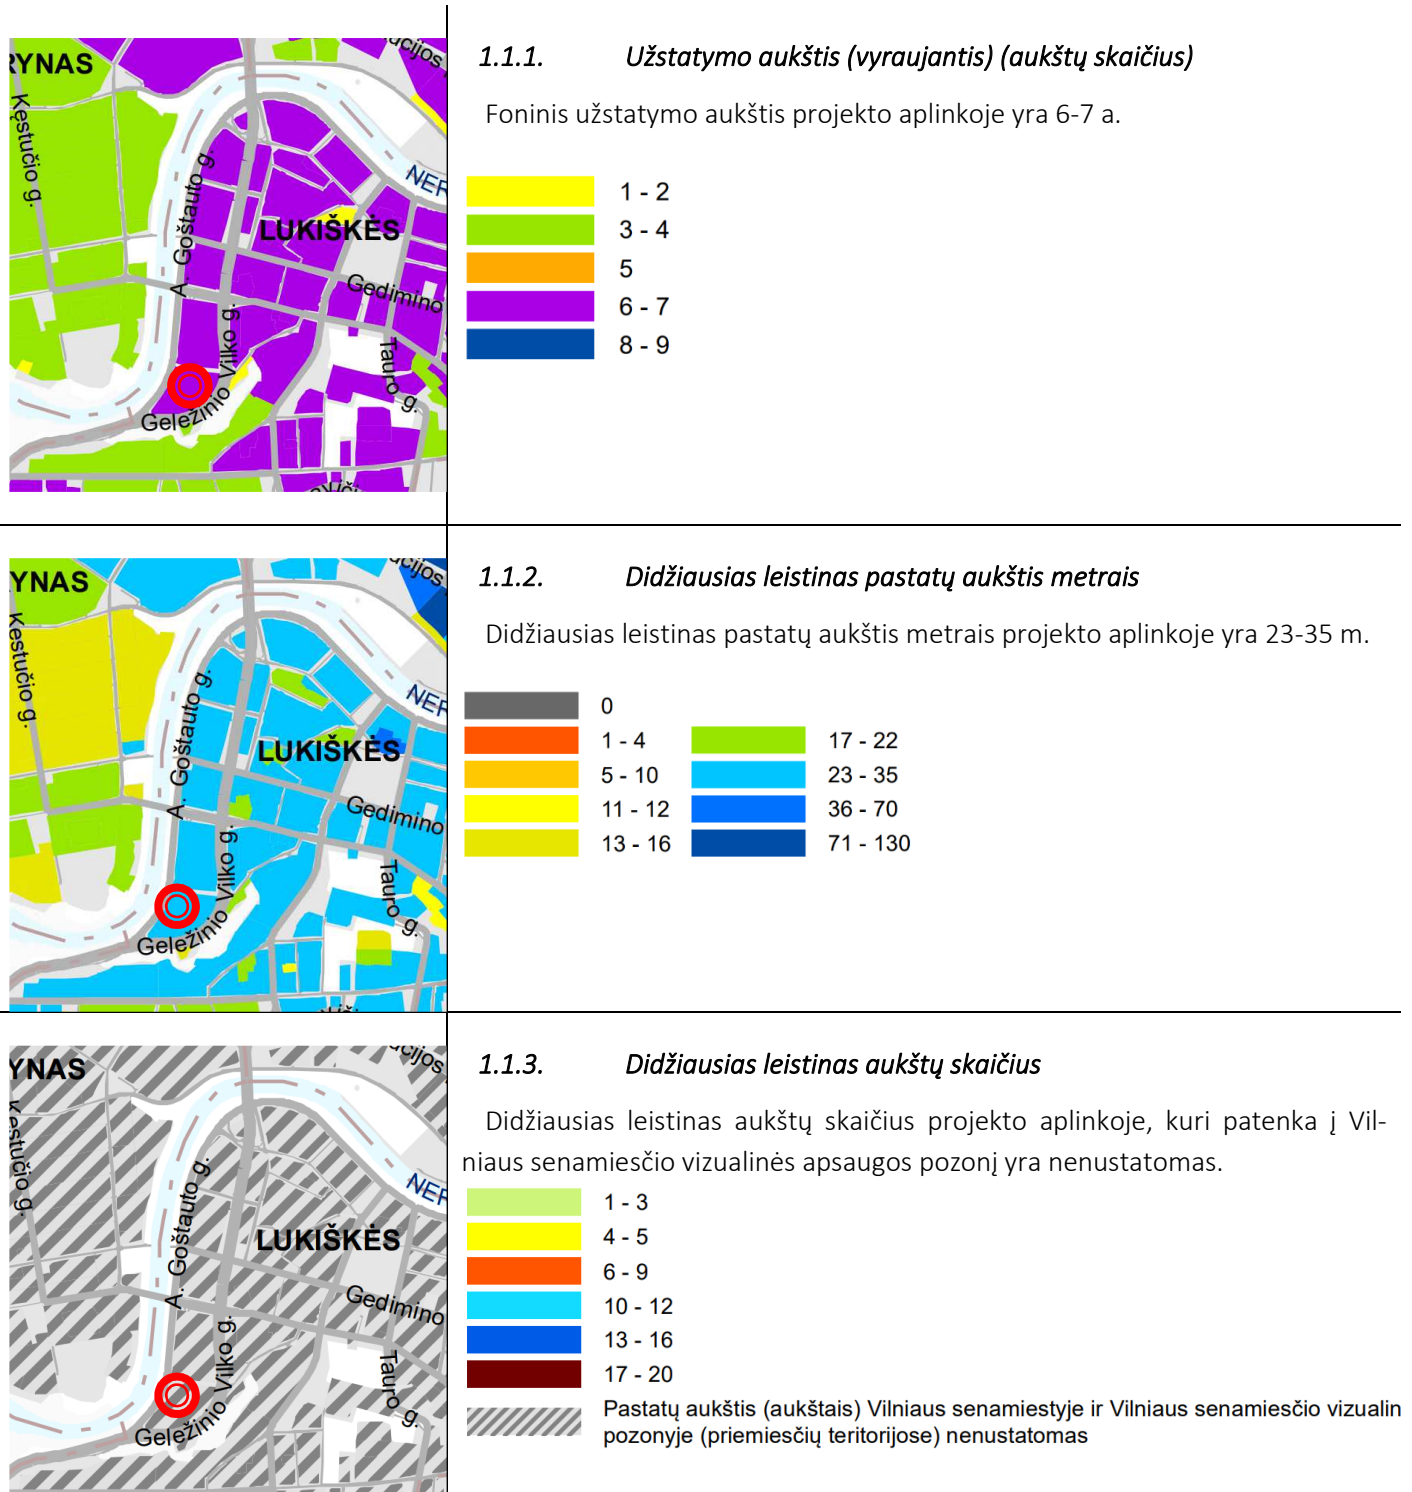 RYNAS
ucijos
Kęstučio g.
A. Goštauto g.
NER
LUKIŠKĖS
Gedimino
Vilko g.
Tauro g.
Geležinio
1.1.1. Užstatymo aukštis (vyraujantis) (aukštų skaičius)
Foninis užstatymo aukštis projekto aplinkoje yra 6-7 a.
1 - 2
3 - 4
5
6 - 7
8 - 9
YNAS
ucijos
Kęstučio g.
A. Goštauto g.
NER
LUKIŠKĖS
Gedimino
Vilko g.
Tauro g.
Geležinio
1.1.2. Didžiausias leistinas pastatų aukštis metrais
Didžiausias leistinas pastatų aukštis metrais projekto aplinkoje yra 23-35 m.
0
1 - 4
5 - 10
11 - 12
13 - 16
17 - 22
23 - 35
36 - 70
71 - 130
YNAS
ucijos
Kęstučio g.
A. Goštauto g.
NER
LUKIŠKĖS
Gedimino
Vilko g.
Tauro g.
Geležinio
1.1.3. Didžiausias leistinas aukštų skaičius
Didžiausias leistinas aukštų skaičius projekto aplinkoje, kuri patenka į Vil-
niaus senamiesčio vizualinės apsaugos pozonį yra nenustatomas.
1 - 3
4 - 5
6 - 9
10 - 12
13 - 16
17 - 20
Pastatų aukštis (aukštais) Vilniaus senamiestyje ir Vilniaus senamiesčio vizualin
pozonyje (priemiesčių teritorijose) nenustatomas